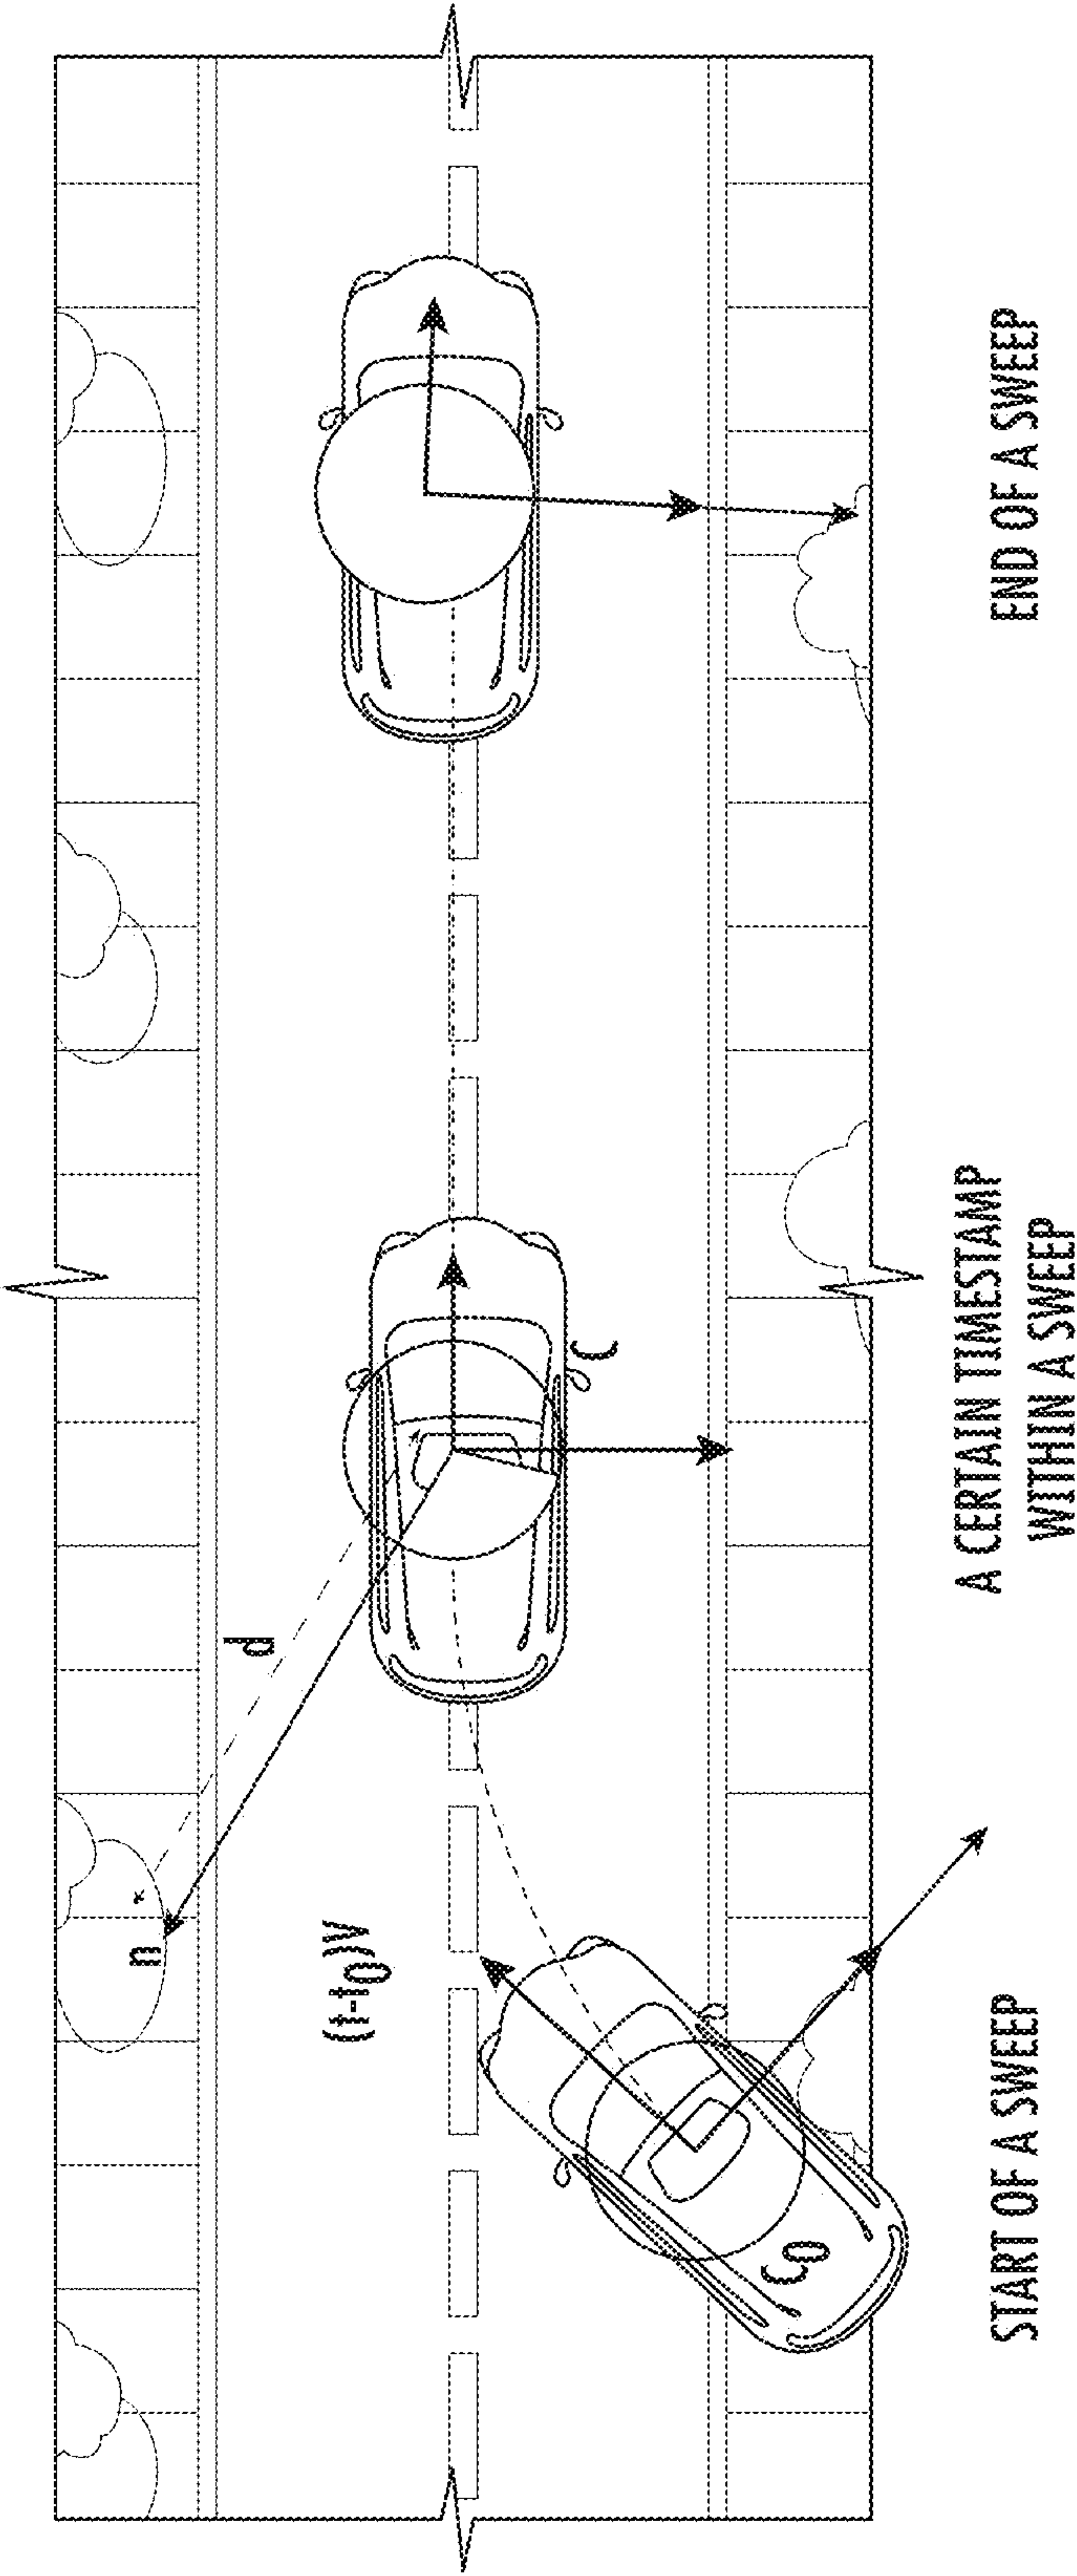 n
d
(t-t₀)V
C
C₀
START OF A SWEEP
A CERTAIN TIMESTAMP
WITHIN A SWEEP
END OF A SWEEP